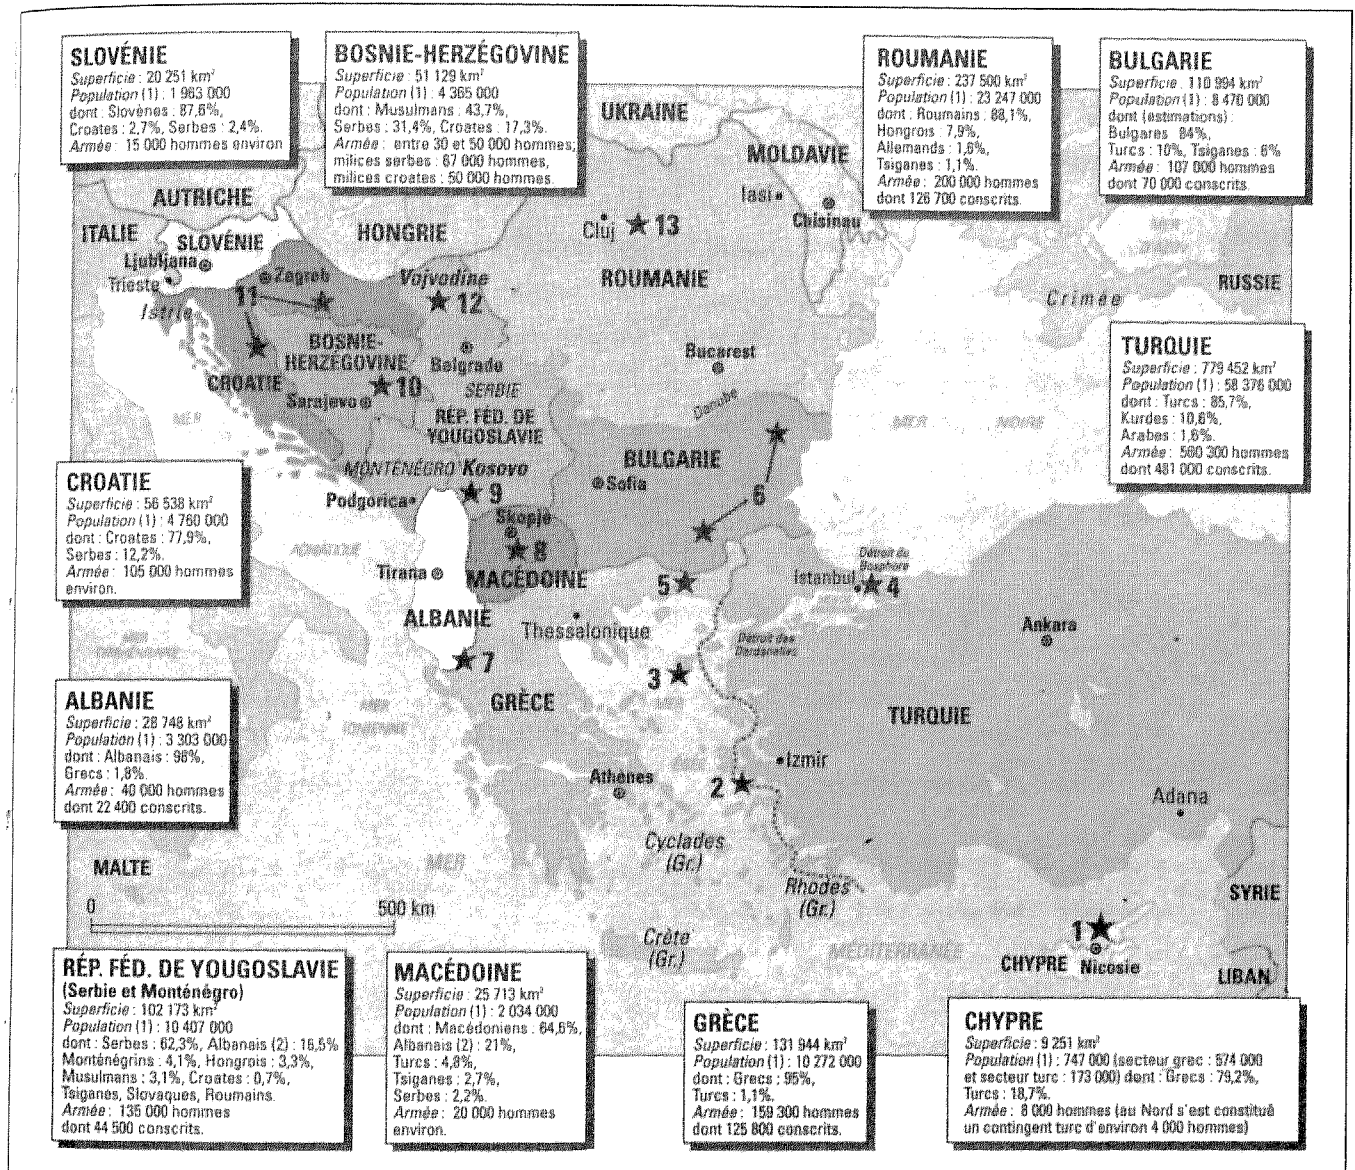 SLOVÉNIE
Superficie : 20 251 km²
Population (1) : 1 963 000
dont : Slovènes : 87,6%,
Croates : 2,7%, Serbes : 2,4%.
Armée : 15 000 hommes environ
BOSNIE-HERZÉGOVINE
Superficie : 51 129 km²
Population (1) : 4 365 000
dont : Musulmans : 43,7%,
Serbes : 31,4%, Croates : 17,3%.
Armée : entre 30 et 50 000 hommes;
milices serbes : 67 000 hommes,
milices croates : 50 000 hommes.
ROUMANIE
Superficie : 237 500 km²
Population (1) : 23 247 000
dont : Roumains : 88,1%,
Hongrois : 7,9%,
Allemands : 1,6%,
Tsiganes : 1,1%.
Armée : 200 000 hommes
dont 126 700 conscrits.
BULGARIE
Superficie : 110 994 km²
Population (1) : 8 470 000
dont (estimations) :
Bulgares 84%,
Turcs : 10%, Tsiganes : 6%
Armée : 107 000 hommes
dont 70 000 conscrits.
UKRAINE
MOLDAVIE
AUTRICHE
Iasi
Chisinau
ITALIE
SLOVÉNIE
HONGRIE
Cluj
13
Ljubljana
Trieste
Zagreb
Vojvodine
ROUMANIE
RUSSIE
Istrie
11
12
Crimée
BOSNIE-
HERZÉGOVINE
Belgrade
Bucarest
CROATIE
10
SERBIE
Danube
Sarajevo
RÉP. FÉD. DE
YOUGOSLAVIE
MER
MER NOIRE
TURQUIE
Superficie : 779 452 km²
Population (1) : 58 376 000
dont : Turcs : 85,7%,
Kurdes : 10,6%,
Arabes : 1,6%.
Armée : 560 300 hommes
dont 481 000 conscrits.
BULGARIE
MONTÉNÉGRO
Kosovo
Sofia
6
Podgorica
9
CROATIE
Superficie : 56 538 km²
Population (1) : 4 760 000
dont : Croates : 77,9%,
Serbes : 12,2%.
Armée : 105 000 hommes
environ.
ADRIATIQUE
Skopje
8
Tirana
MACÉDOINE
5
Détroit du
Bosphore
Istanbul
4
ALBANIE
Thessalonique
Détroit des
Dardanelles
Ankara
7
3
MER
GRÈCE
TURQUIE
MER
IONIENNE
ALBANIE
Superficie : 28 748 km²
Population (1) : 3 303 000
dont : Albanais : 98%,
Grecs : 1,8%.
Armée : 40 000 hommes
dont 22 400 conscrits.
Izmir
Athènes
2
Adana
Cyclades
(Gr.)
MALTE
MER
Rhodes
(Gr.)
SYRIE
0
500 km
Crète
(Gr.)
MÉDITERRANÉE
1
CHYPRE
Nicosie
LIBAN
RÉP. FÉD. DE YOUGOSLAVIE
(Serbie et Monténégro)
Superficie : 102 173 km²
Population (1) : 10 407 000
dont : Serbes : 62,3%, Albanais (2) : 16,5%
Monténégrins : 4,1%, Hongrois : 3,3%,
Musulmans : 3,1%, Croates : 0,7%,
Tsiganes, Slovaques, Roumains.
Armée : 135 000 hommes
dont 44 500 conscrits.
MACÉDOINE
Superficie : 25 713 km²
Population (1) : 2 034 000
dont : Macédoniens : 64,6%,
Albanais (2) : 21%,
Turcs : 4,8%,
Tsiganes : 2,7%,
Serbes : 2,2%.
Armée : 20 000 hommes
environ.
GRÈCE
Superficie : 131 944 km²
Population (1) : 10 272 000
dont : Grecs : 95%,
Turcs : 1,1%.
Armée : 159 300 hommes
dont 125 800 conscrits.
CHYPRE
Superficie : 9 251 km²
Population (1) : 747 000 (secteur grec : 574 000
et secteur turc : 173 000) dont : Grecs : 79,2%,
Turcs : 18,7%.
Armée : 8 000 hommes (au Nord s'est constitué
un contingent turc d'environ 4 000 hommes)